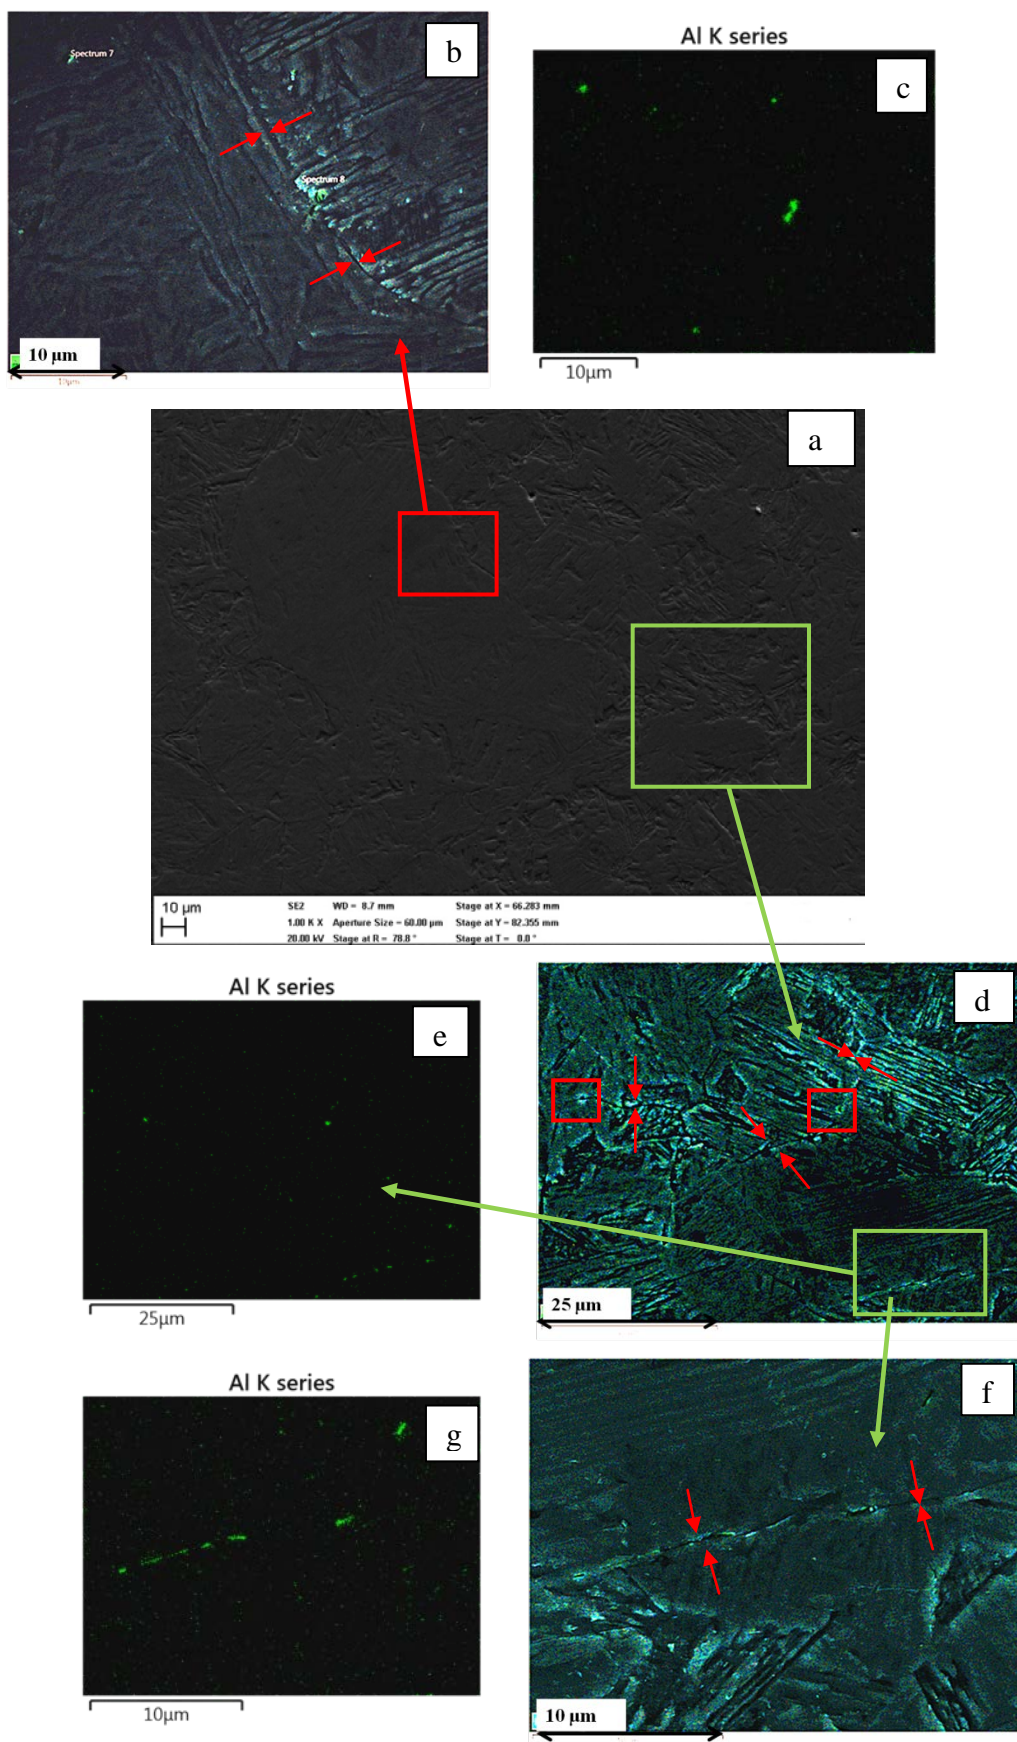 Spectrum 7
b
Spectrum 8
10 µm
10µm
Al K series
c
10µm
a
10 µm
SE2 WD = 8.7 mm Stage at X = 66.283 mm
1.00 K X Aperture Size = 60.00 µm Stage at Y = 82.355 mm
20.00 kV Stage at R = 78.8 ° Stage at T = 0.0 °
Al K series
e
25µm
d
25 µm
Al K series
g
10µm
f
10 µm